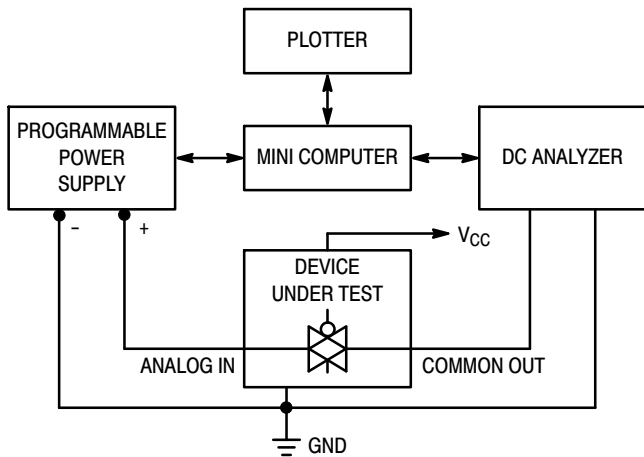 PLOTTER
PROGRAMMABLE
POWER
SUPPLY
MINI COMPUTER
DC ANALYZER
– +
VCC
DEVICE
UNDER TEST
ANALOG IN
COMMON OUT
GND